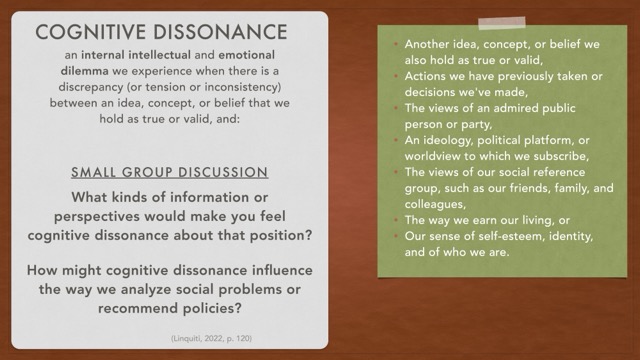 COGNITIVE DISSONANCE
an internal intellectual and emotional
dilemma we experience when there is a
discrepancy (or tension or inconsistency)
between an idea, concept, or belief that we
hold as true or valid, and:
SMALL GROUP DISCUSSION
What kinds of information or
perspectives would make you feel
cognitive dissonance about that position?
How might cognitive dissonance influence
the way we analyze social problems or
recommend policies?
(Linquiti, 2022, p. 120)
• Another idea, concept, or belief we
also hold as true or valid,
• Actions we have previously taken or
decisions we've made,
• The views of an admired public
person or party,
• An ideology, political platform, or
worldview to which we subscribe,
• The views of our social reference
group, such as our friends, family, and
colleagues,
• The way we earn our living, or
• Our sense of self-esteem, identity,
and of who we are.